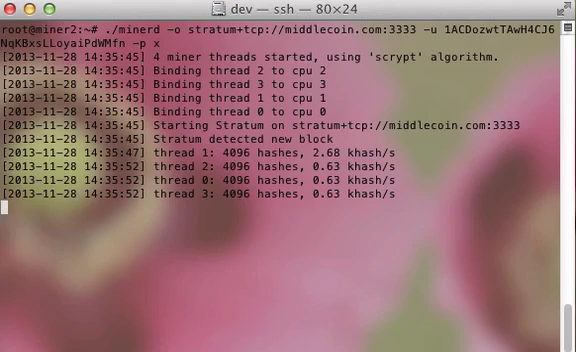 dev — ssh — 80×24
root@miner2:~# ./minerd -o stratum+tcp://middlecoin.com:3333 -u 1ACDozwtTAwH4CJ6
NqKBxsLLoyaiPdWMfn -p x
[2013-11-28 14:35:45] 4 miner threads started, using 'scrypt' algorithm.
[2013-11-28 14:35:45] Binding thread 2 to cpu 2
[2013-11-28 14:35:45] Binding thread 3 to cpu 3
[2013-11-28 14:35:45] Binding thread 1 to cpu 1
[2013-11-28 14:35:45] Binding thread 0 to cpu 0
[2013-11-28 14:35:45] Starting Stratum on stratum+tcp://middlecoin.com:3333
[2013-11-28 14:35:45] Stratum detected new block
[2013-11-28 14:35:47] thread 1: 4096 hashes, 2.68 khash/s
[2013-11-28 14:35:52] thread 2: 4096 hashes, 0.63 khash/s
[2013-11-28 14:35:52] thread 0: 4096 hashes, 0.63 khash/s
[2013-11-28 14:35:52] thread 3: 4096 hashes, 0.63 khash/s